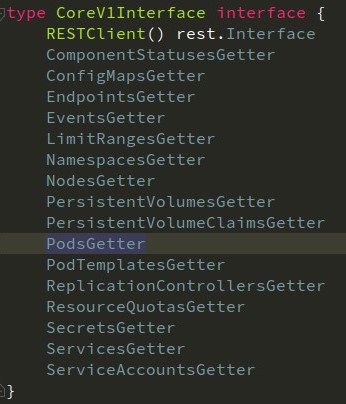 type CoreV1Interface interface {
RESTClient() rest.Interface
ComponentStatusesGetter
ConfigMapsGetter
EndpointsGetter
EventsGetter
LimitRangesGetter
NamespacesGetter
NodesGetter
PersistentVolumesGetter
PersistentVolumeClaimsGetter
PodsGetter
PodTemplatesGetter
ReplicationControllersGetter
ResourceQuotasGetter
SecretsGetter
ServicesGetter
ServiceAccountsGetter
}